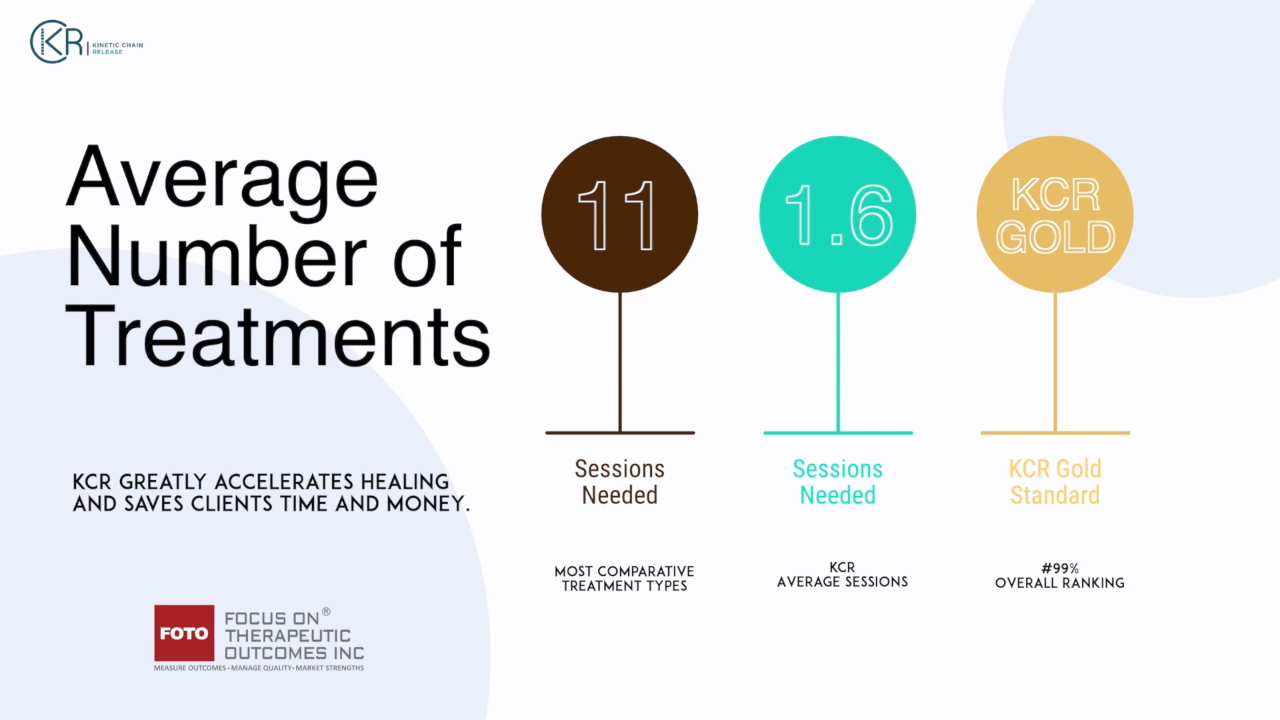 KR KINETIC CHAIN
RELEASE
Average
Number of
Treatments
KCR GREATLY ACCELERATES HEALING
AND SAVES CLIENTS TIME AND MONEY.
FOTO
FOCUS ON®
THERAPEUTIC
OUTCOMES INC
MEASURE OUTCOMES • MANAGE QUALITY • MARKET STRENGTHS
11
Sessions
Needed
MOST COMPARATIVE
TREATMENT TYPES
1.6
Sessions
Needed
KCR
AVERAGE SESSIONS
KCR
GOLD
KCR Gold
Standard
#99%
OVERALL RANKING